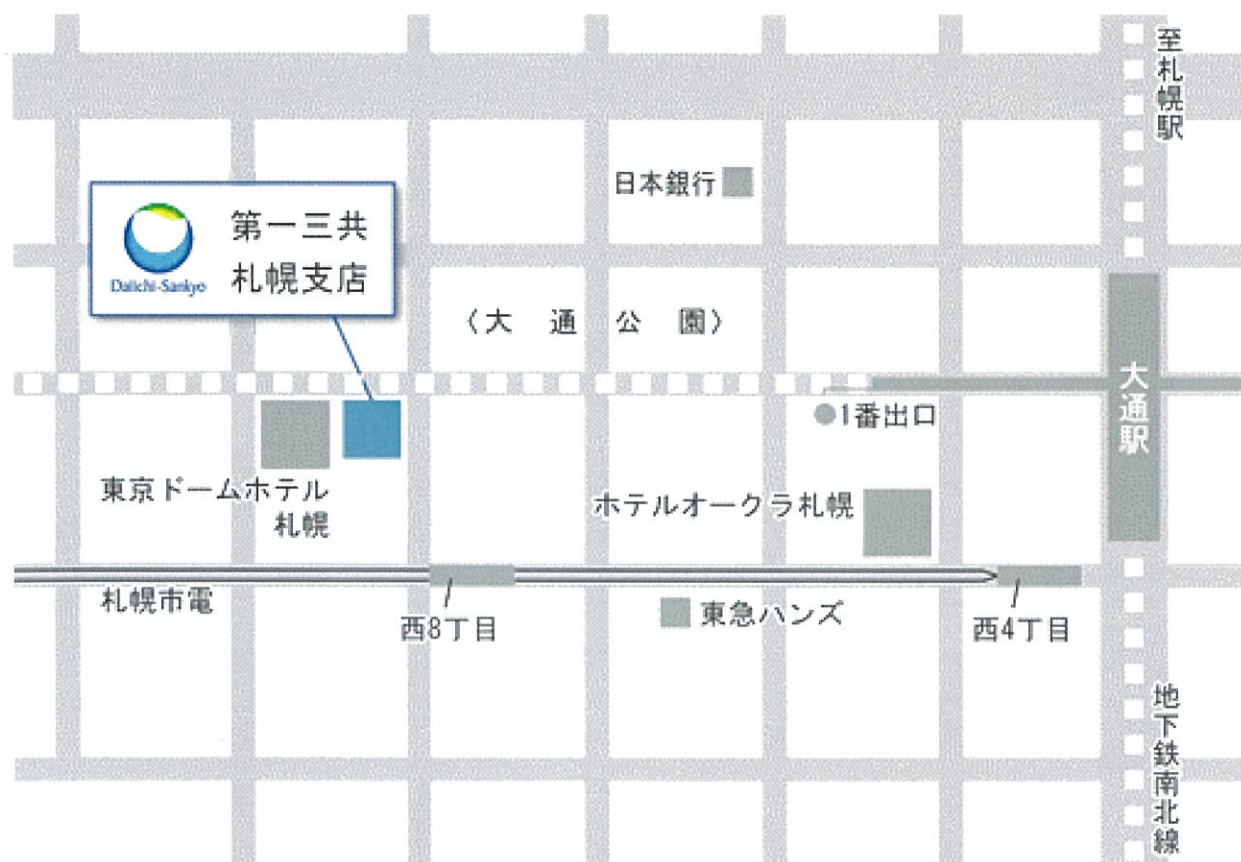 至札幌駅
日本銀行
第一三共
札幌支店
Daiichi-Sankyo
〈大 通 公 園〉
大通駅
1番出口
東京ドームホテル
札幌
ホテルオークラ札幌
札幌市電
西8丁目
東急ハンズ
西4丁目
地下鉄南北線